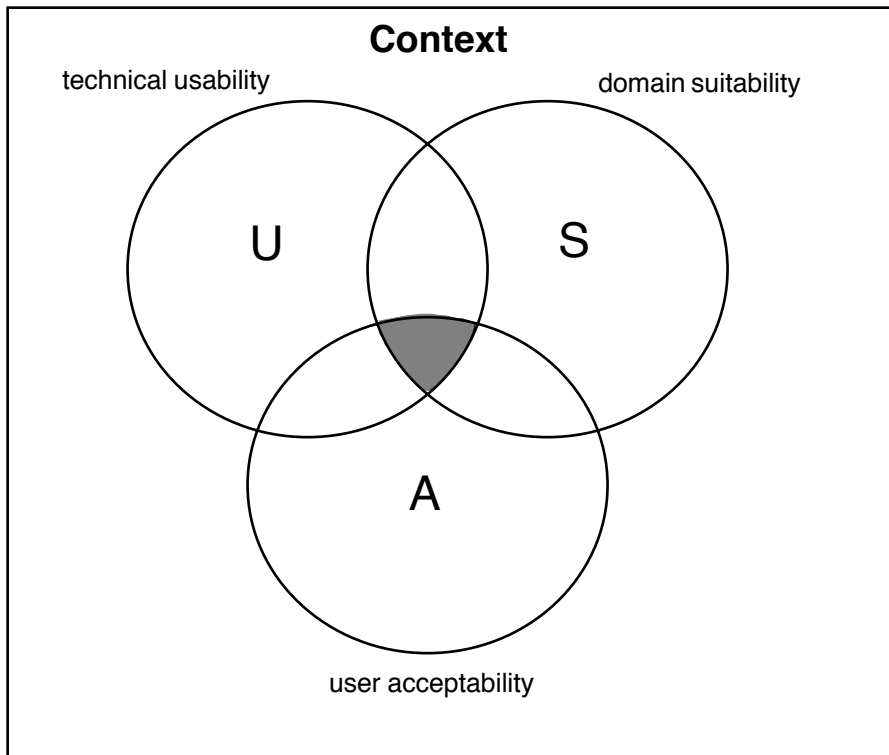 Context
technical usability
domain suitability
U
S
A
user acceptability